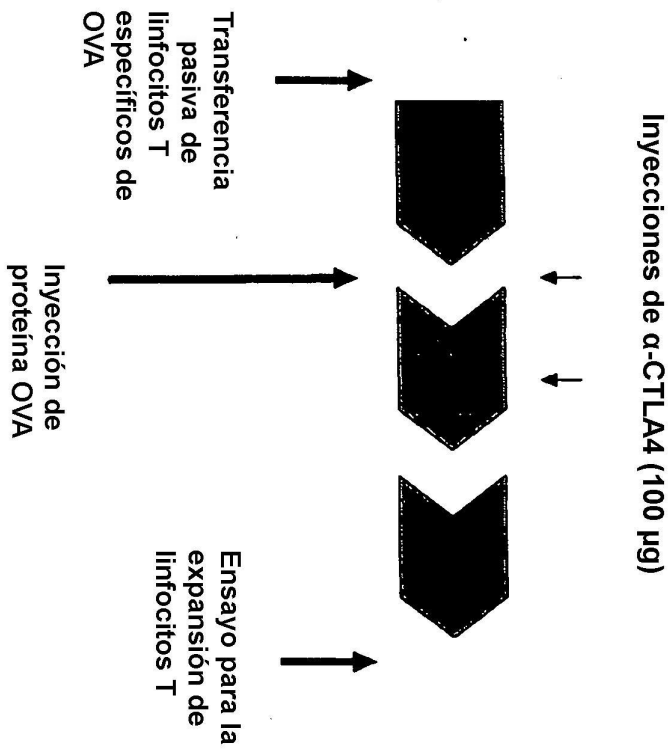 Inyecciones de α-CTLA4 (100 µg)
Transferencia
pasiva de
linfocitos T
específicos de
OVA
Inyección de
proteína OVA
Ensayo para la
expansión de
linfocitos T